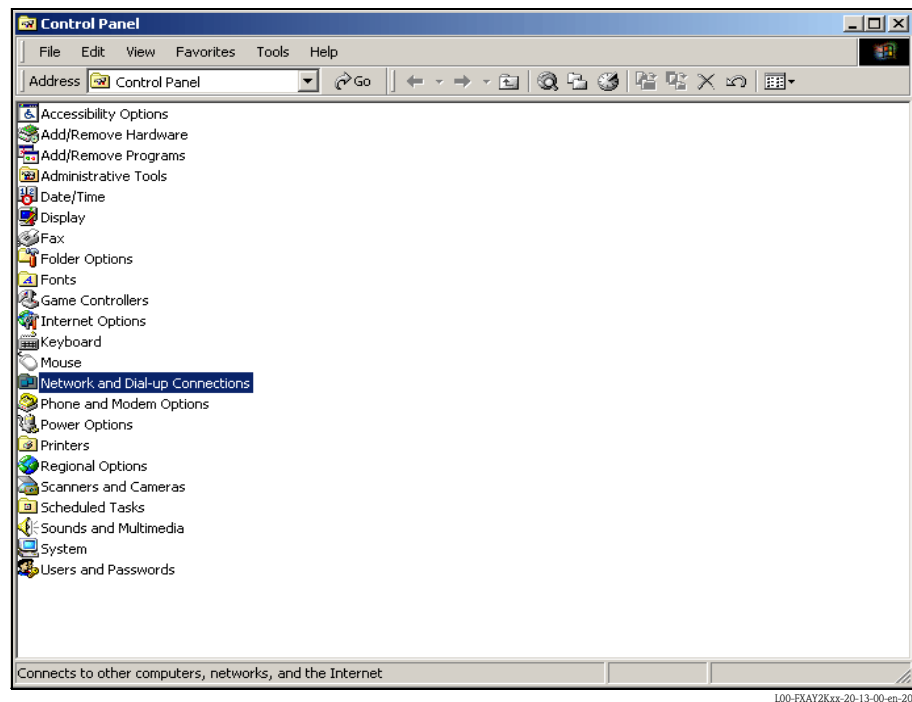 Control Panel
File Edit View Favorites Tools Help
Address Control Panel Go
Accessibility Options
Add/Remove Hardware
Add/Remove Programs
Administrative Tools
Date/Time
Display
Fax
Folder Options
Fonts
Game Controllers
Internet Options
Keyboard
Mouse
Network and Dial-up Connections
Phone and Modem Options
Power Options
Printers
Regional Options
Scanners and Cameras
Scheduled Tasks
Sounds and Multimedia
System
Users and Passwords
Connects to other computers, networks, and the Internet
L00-FXAY2Kxx-20-13-00-en-20